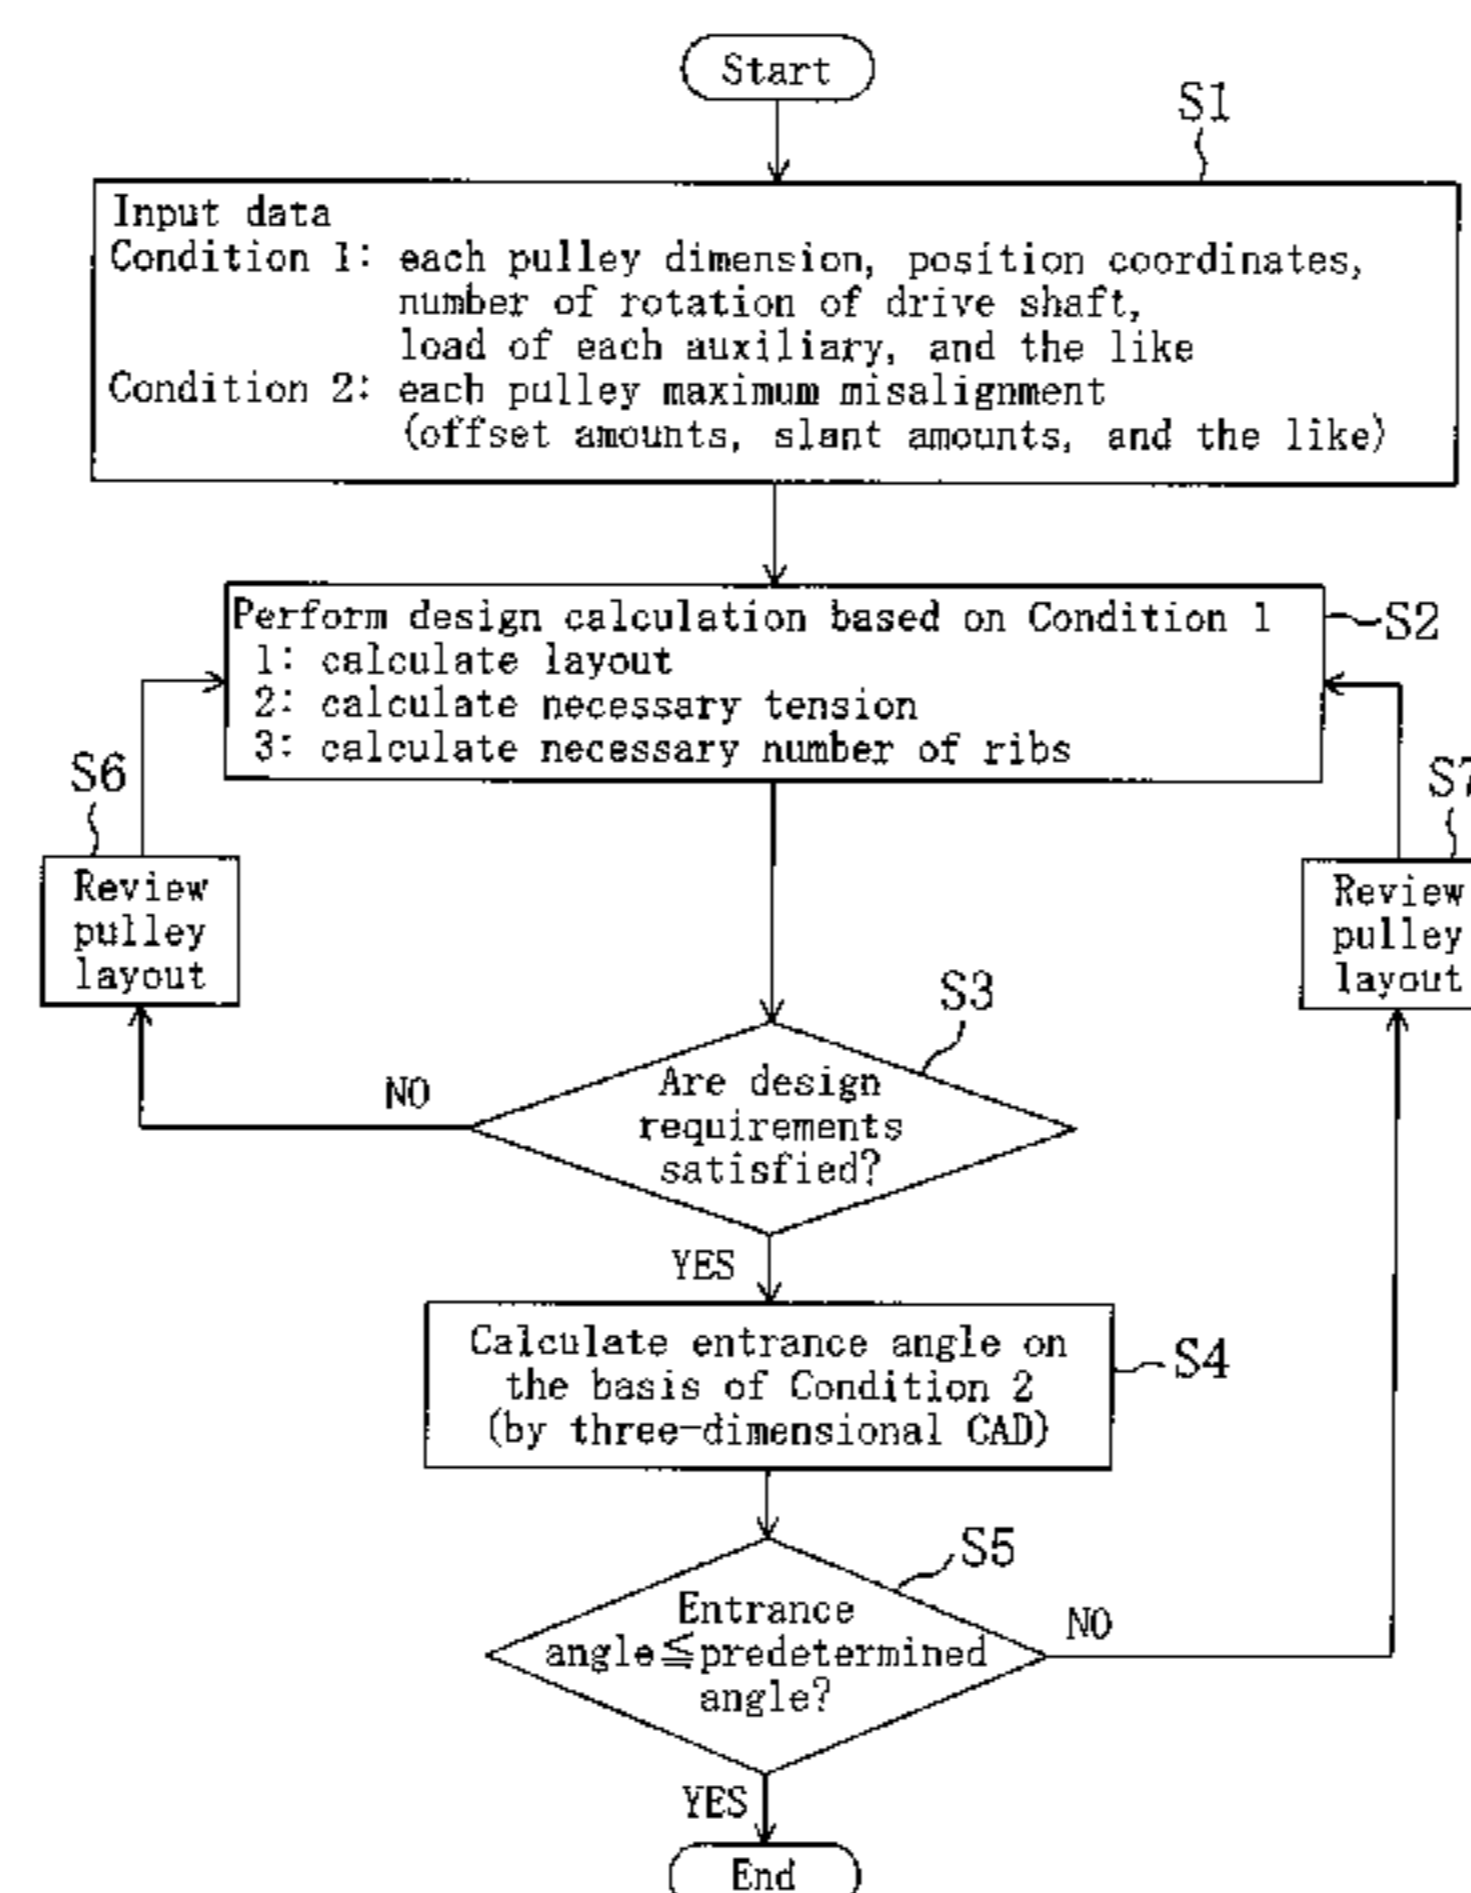 Start
S1
Input data
Condition 1: each pulley dimension, position coordinates,
number of rotation of drive shaft,
load of each auxiliary, and the like
Condition 2: each pulley maximum misalignment
(offset amounts, slant amounts, and the like)
Perform design calculation based on Condition 1
S2
1: calculate layout
2: calculate necessary tension
3: calculate necessary number of ribs
S6
S7
Review
pulley
layout
Review
pulley
layout
S3
NO
Are design
requirements
satisfied?
YES
Calculate entrance angle on
the basis of Condition 2
(by three-dimensional CAD)
S4
S5
Entrance
angle≦predetermined
angle?
NO
YES
End